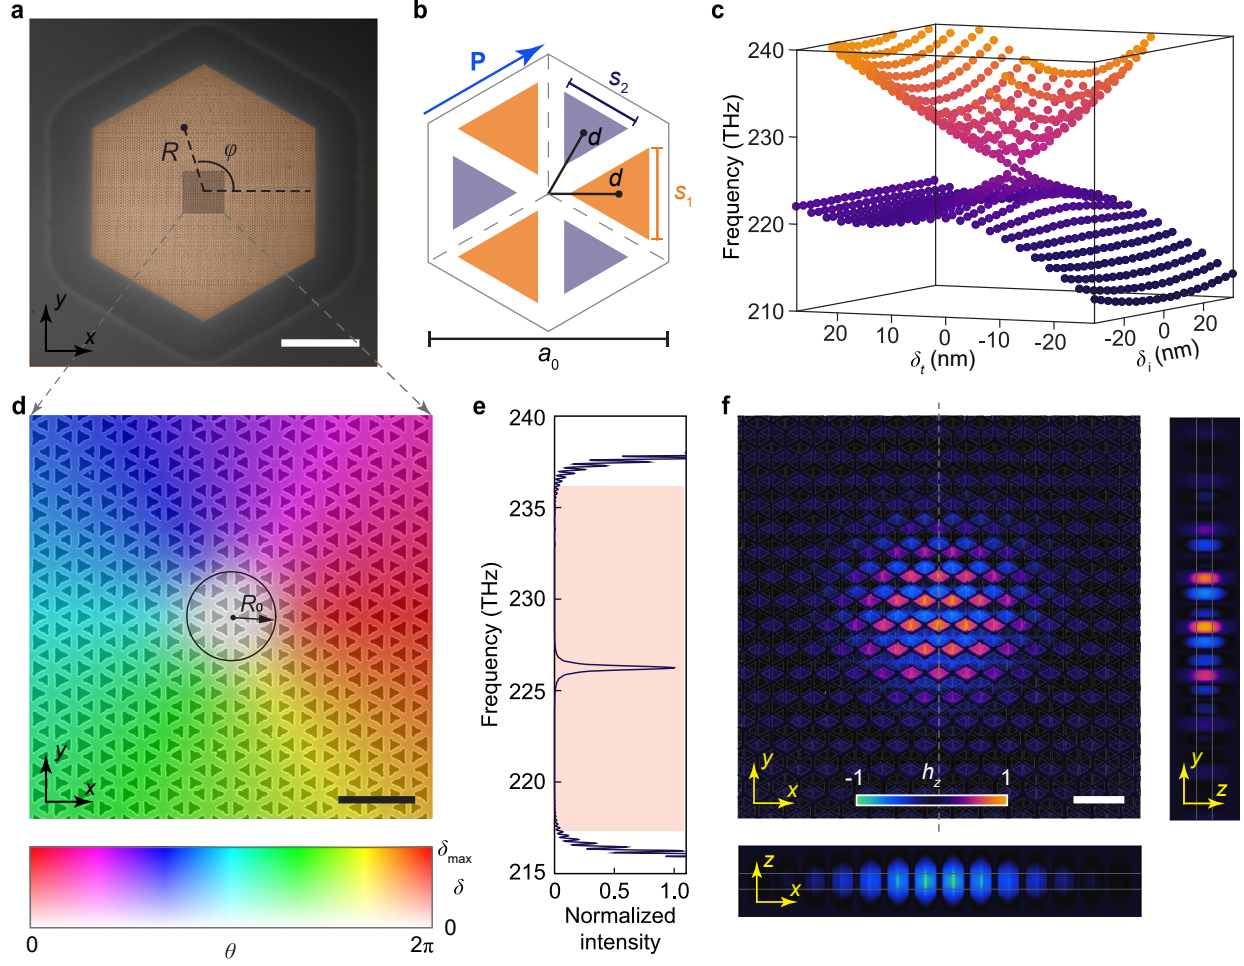 a
R
φ
y
x
b
P
s2
d
d
s1
a0
c
240
230
220
210
Frequency (THz)
20
10
0
-10
-20
δt (nm)
-20
0
20
δi (nm)
d
R0
y
x
δmax
δ
0
0
θ
2π
e
240
235
230
225
220
215
Frequency (THz)
0
0.5
1.0
Normalized
intensity
f
y
x
-1
hz
1
y
z
z
x